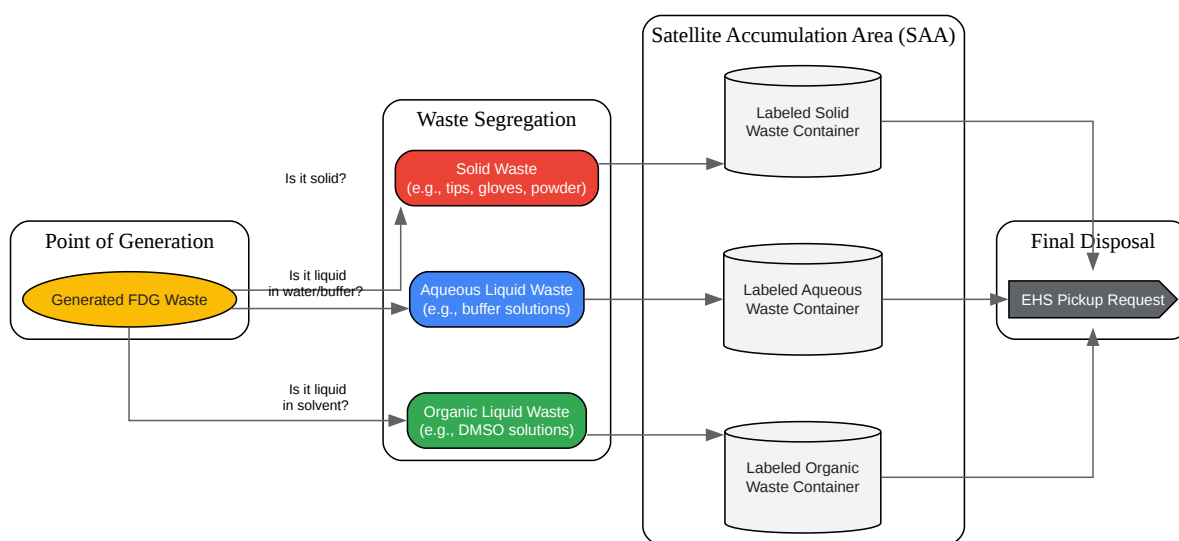 Satellite Accumulation Area (SAA)
Labeled Solid
Waste Container
Waste Segregation
Solid Waste
(e.g., tips, gloves, powder)
Is it solid?
Point of Generation
Generated FDG Waste
Is it liquid
in water/buffer?
Aqueous Liquid Waste
(e.g., buffer solutions)
Labeled Aqueous
Waste Container
Final Disposal
EHS Pickup Request
Is it liquid
in solvent?
Organic Liquid Waste
(e.g., DMSO solutions)
Labeled Organic
Waste Container